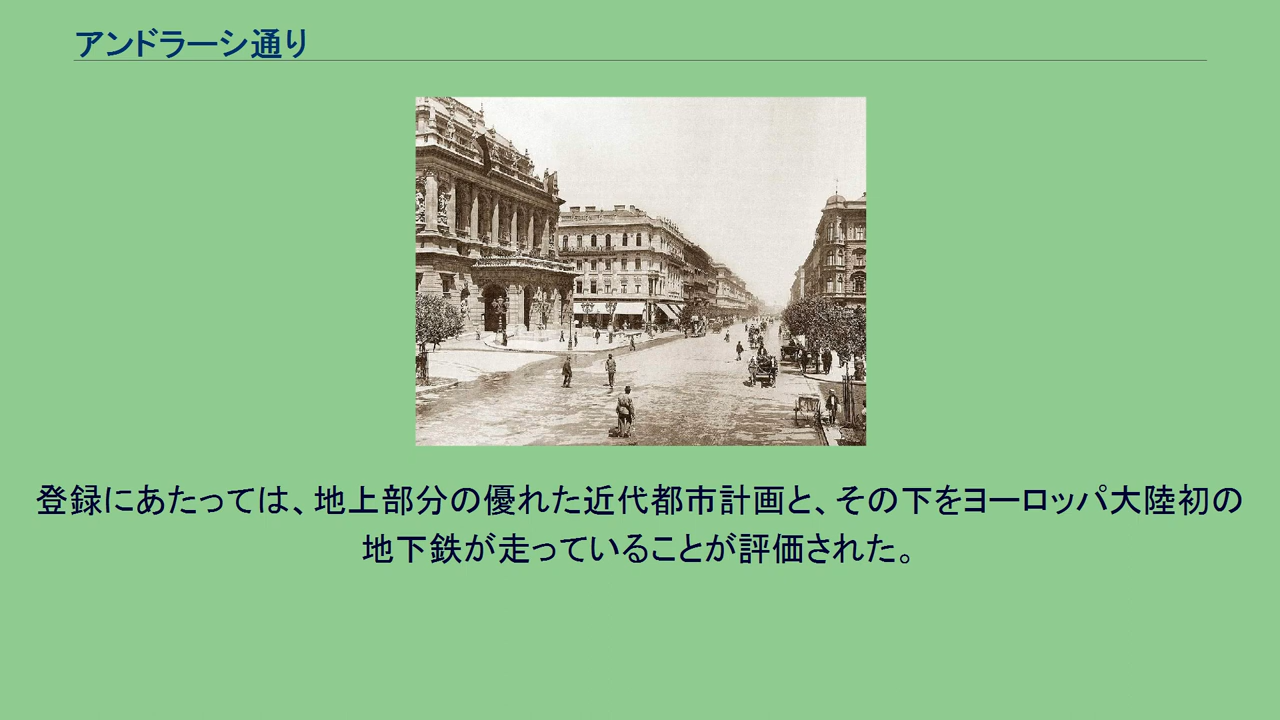 アンドラーシ通り
登録にあたっては、地上部分の優れた近代都市計画と、その下をヨーロッパ大陸初の
地下鉄が走っていることが評価された。